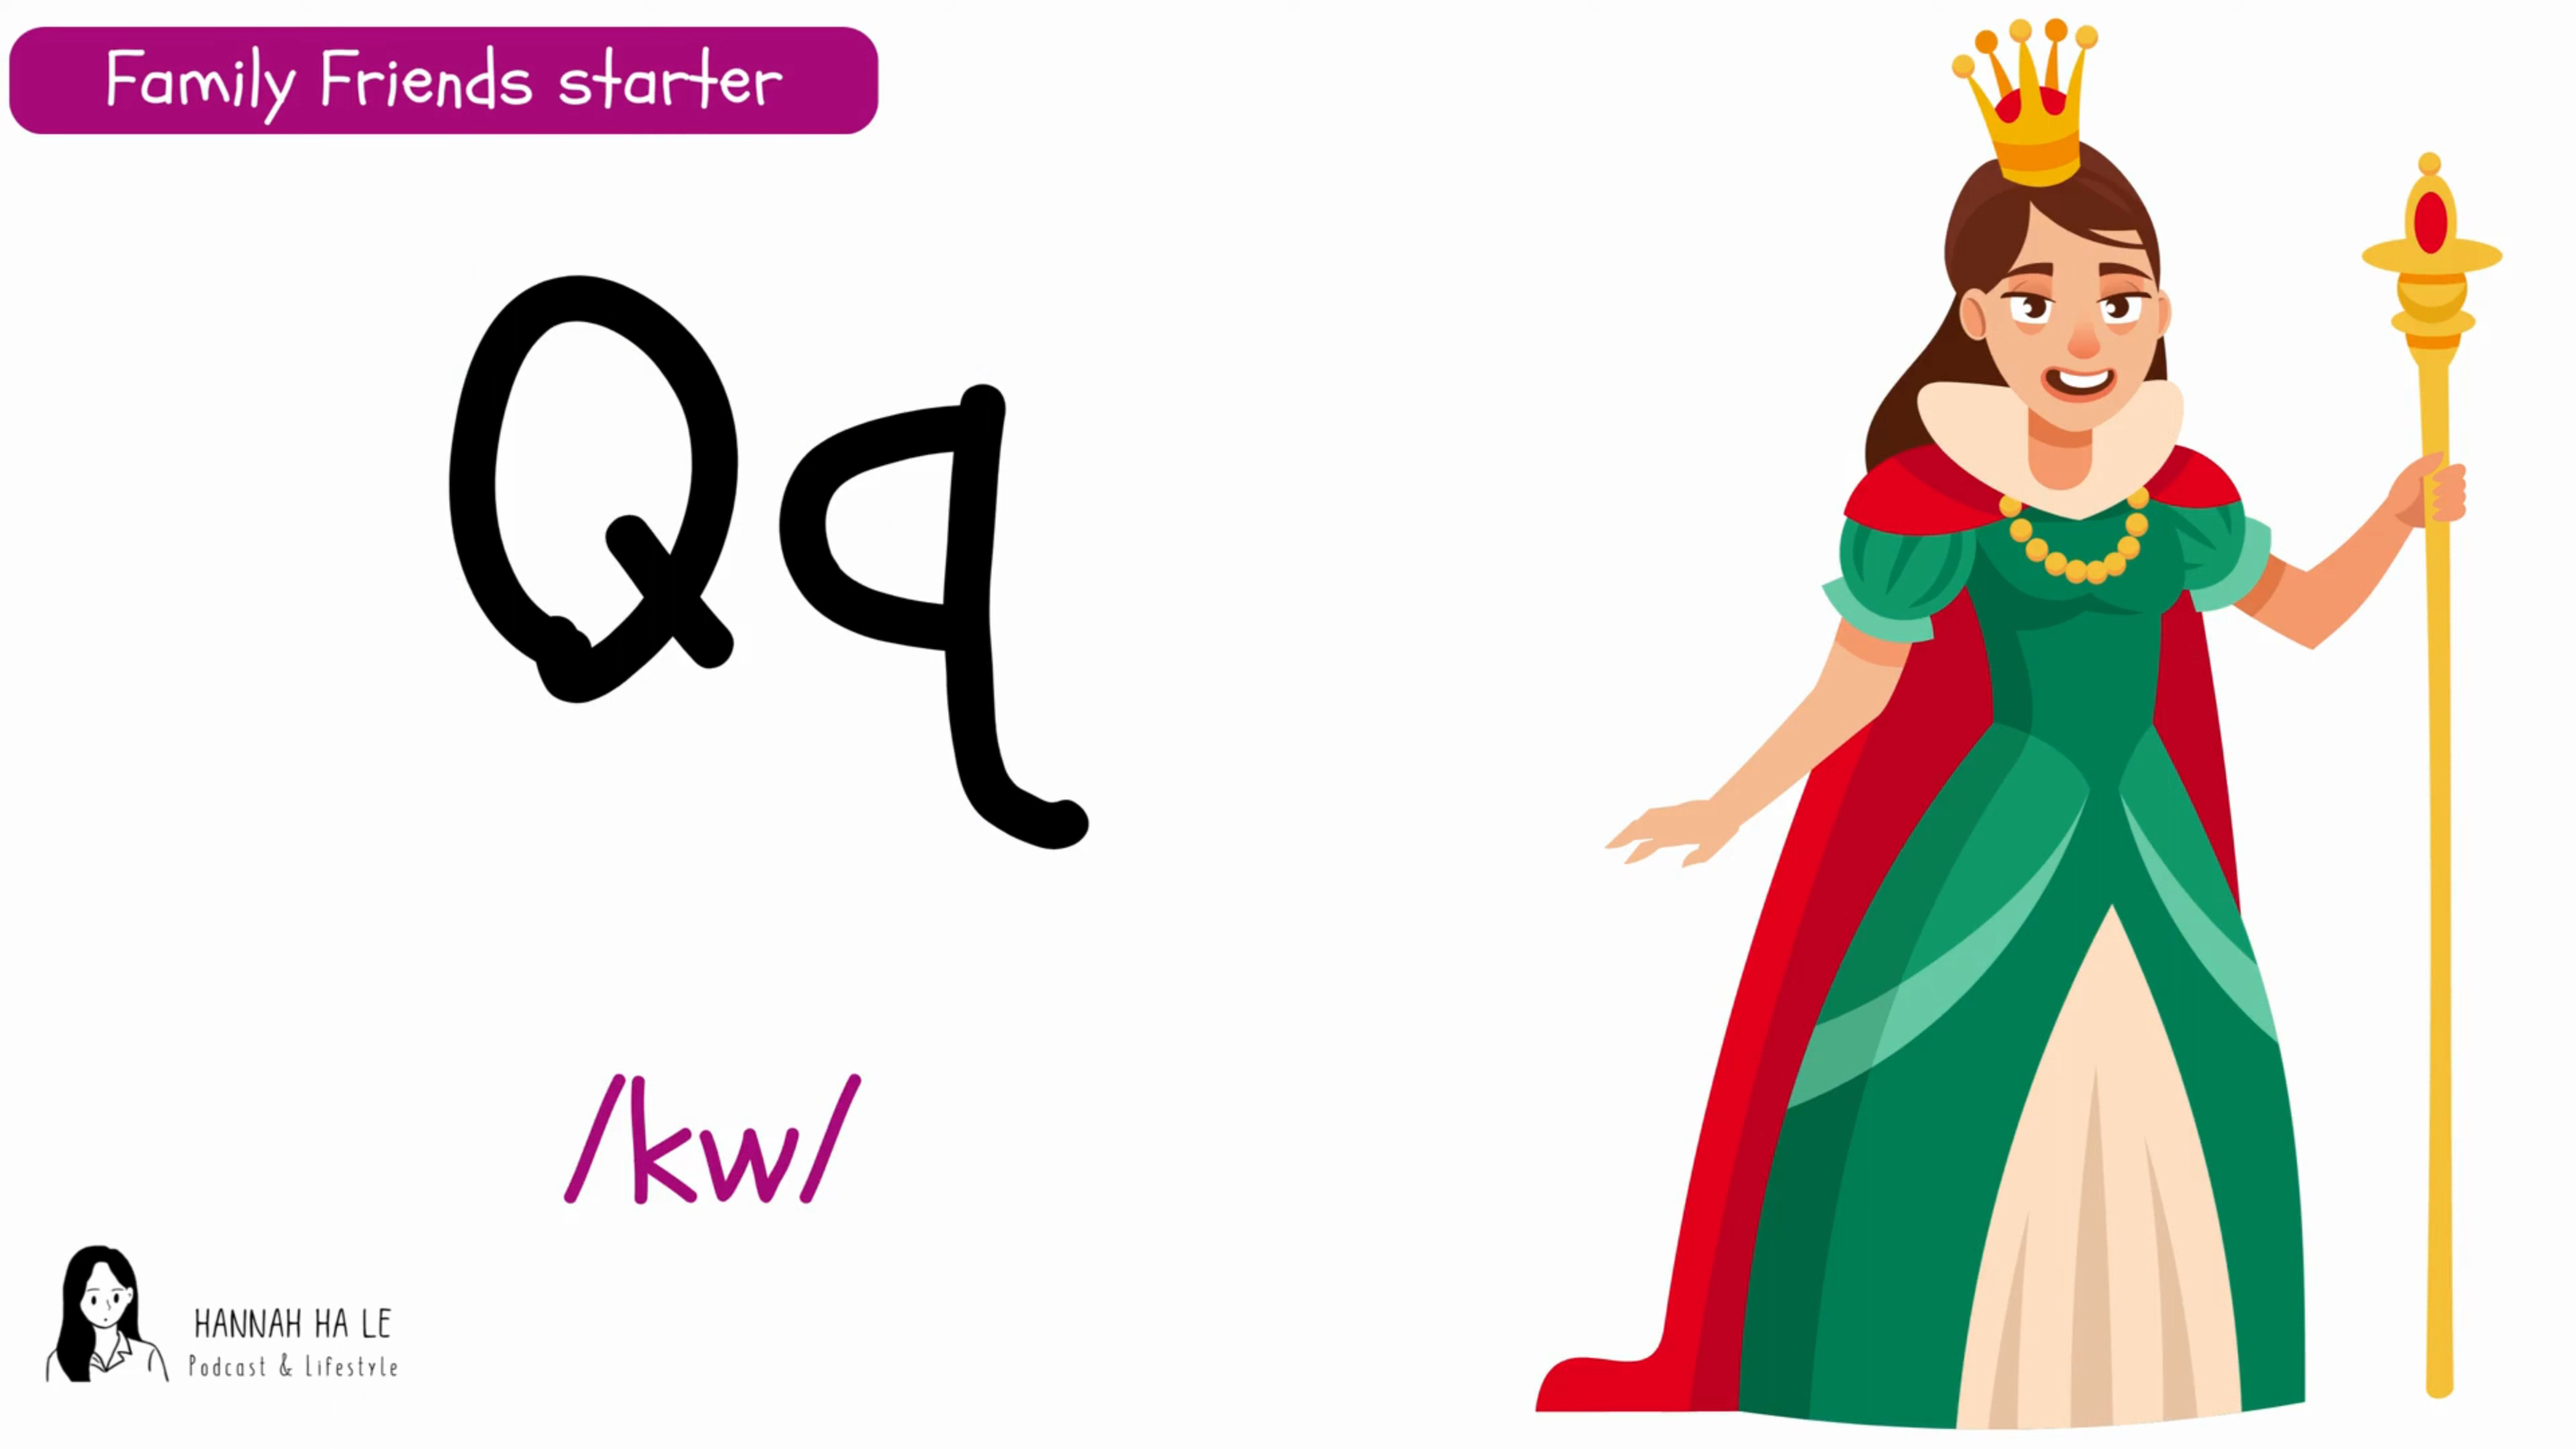 Family Friends starter
Qq
/kw/
HANNAH HA LE
Podcast & Lifestyle